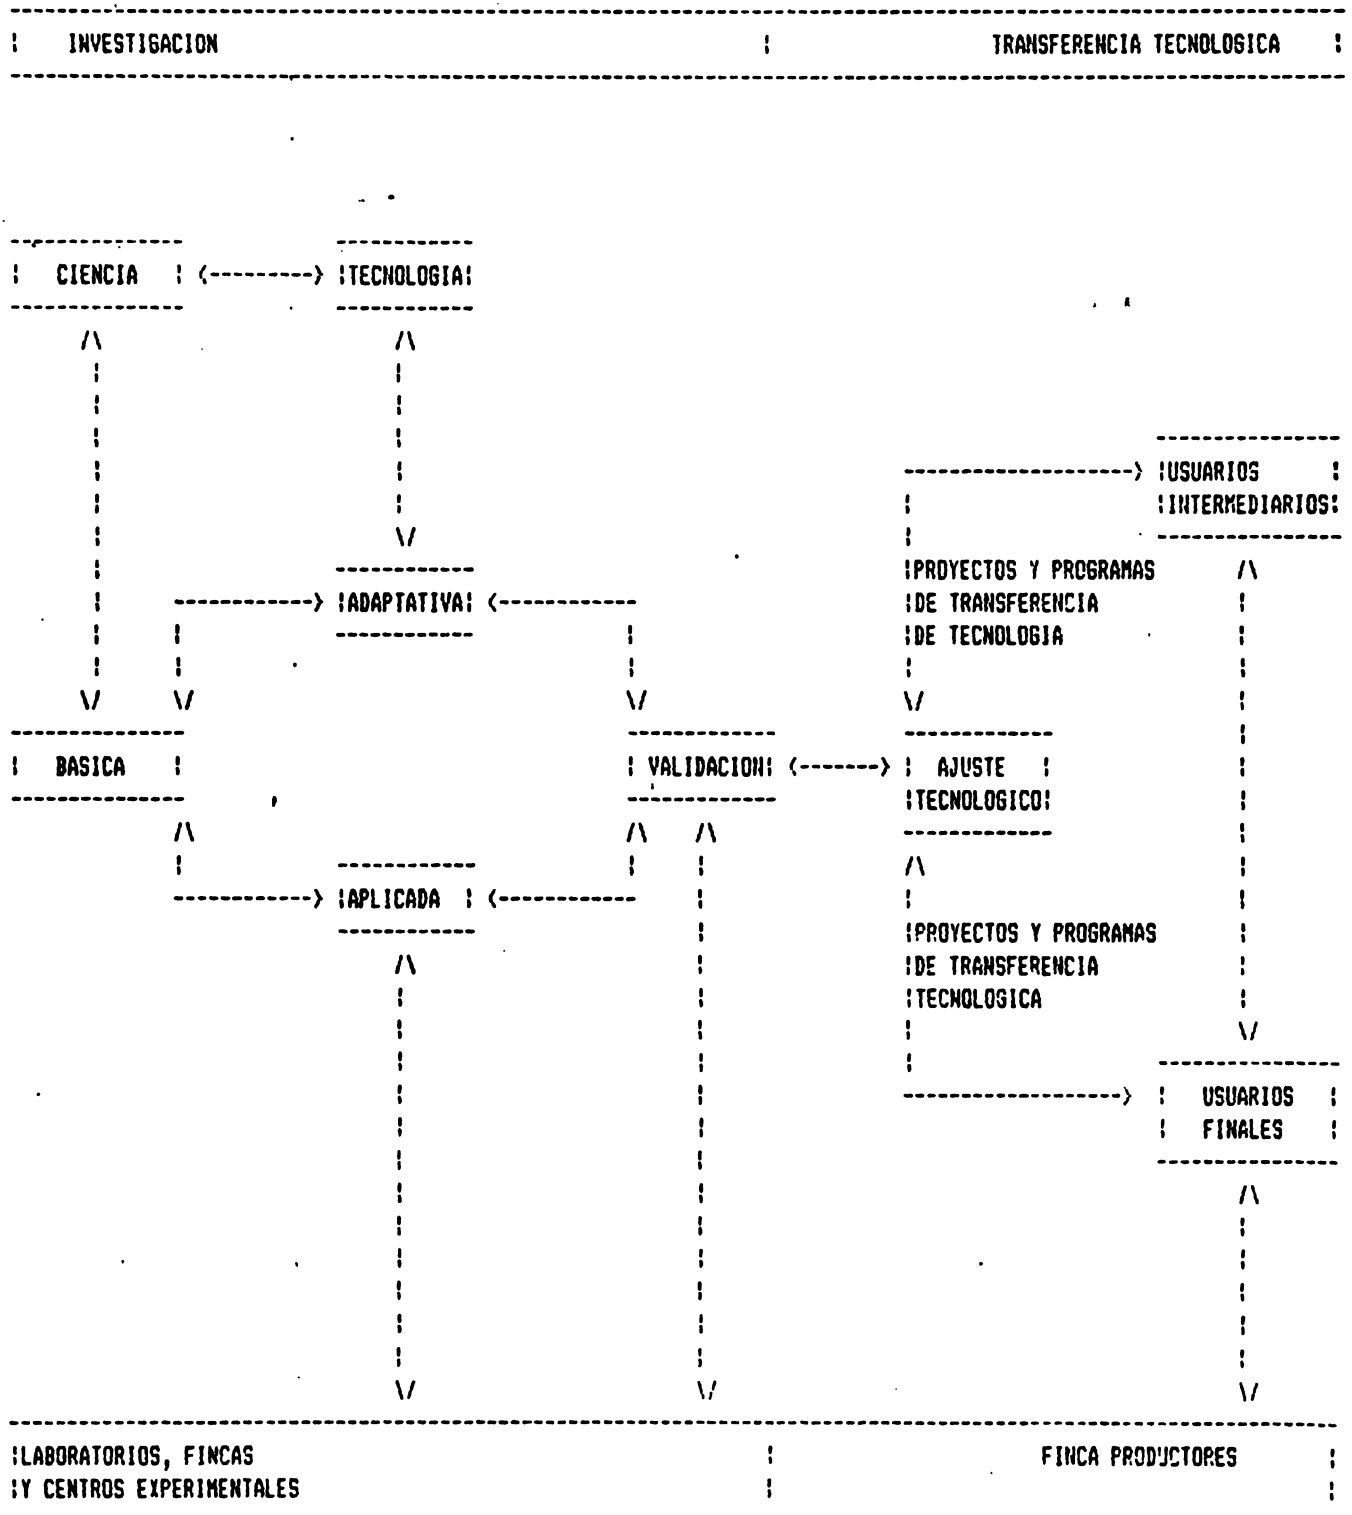 INVESTIGACION TRANSFERENCIA TECNOLOGICA
CIENCIA <---------> TECNOLOGIA
USUARIOS
INTERMEDIARIOS
PROYECTOS Y PROGRAMAS
DE TRANSFERENCIA
DE TECNOLOGIA
ADAPTATIVA
BASICA
VALIDACION <-------> AJUSTE
TECNOLOGICO
APLICADA
PROYECTOS Y PROGRAMAS
DE TRANSFERENCIA
TECNOLOGICA
USUARIOS
FINALES
LABORATORIOS, FINCAS
Y CENTROS EXPERIMENTALES
FINCA PRODUCTORES